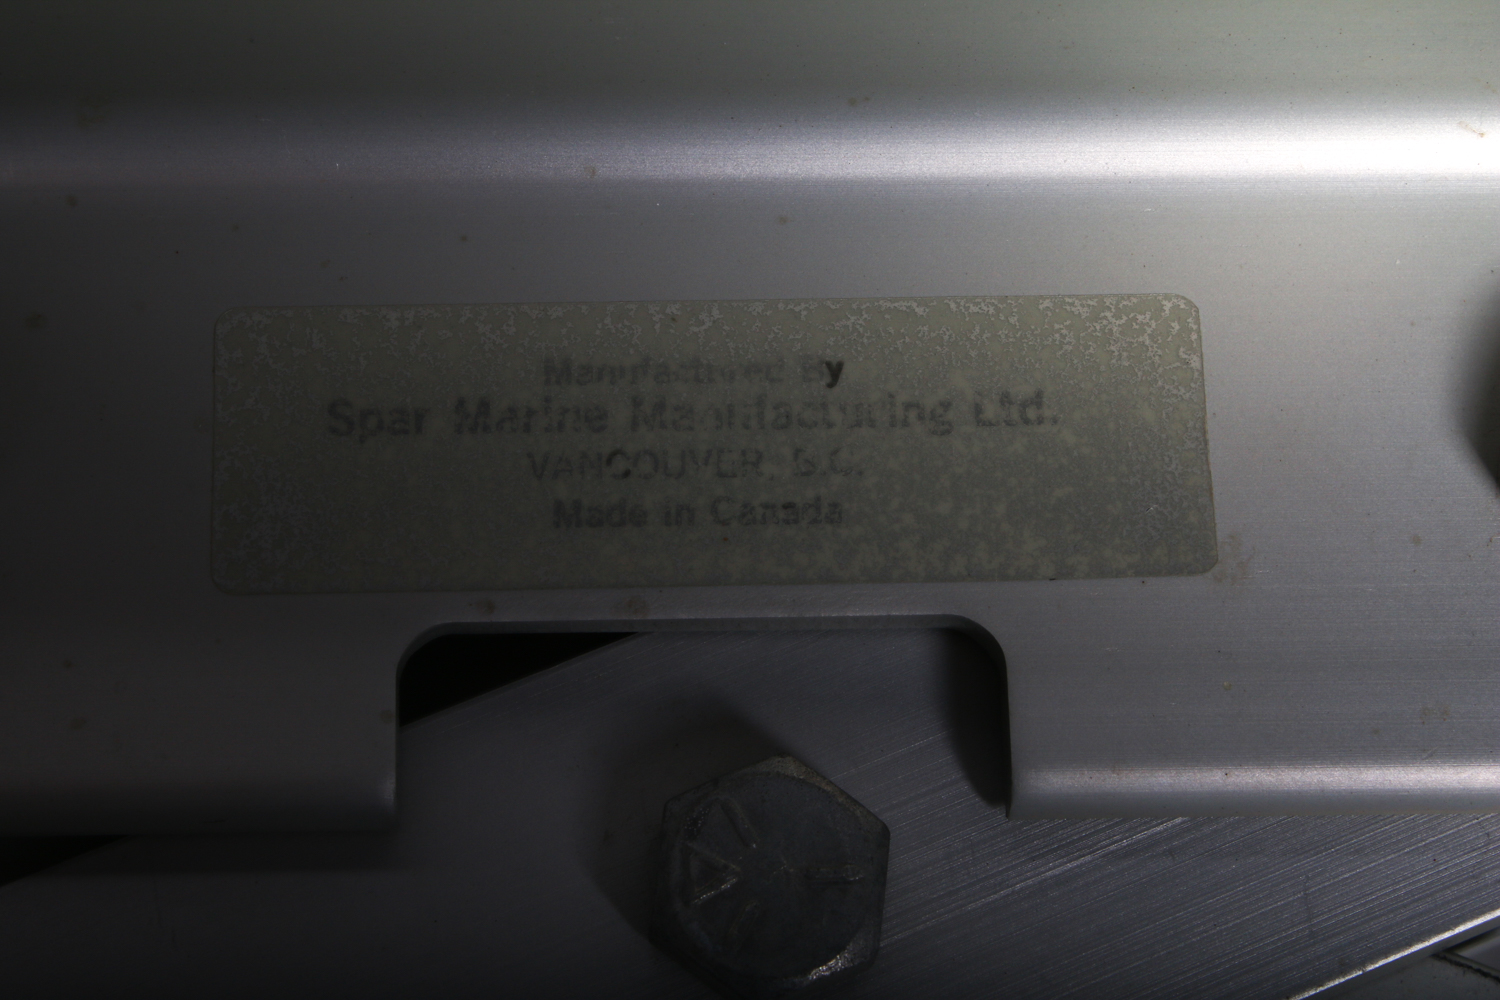 Manufactured By
Spar Marine Manufacturing Ltd.
VANCOUVER, B.C.
Made in Canada